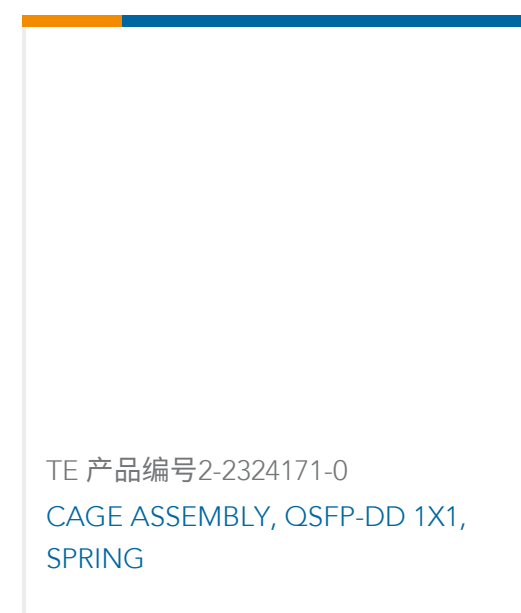 TE 产品编号2-2324171-0
CAGE ASSEMBLY, QSFP-DD 1X1,
SPRING